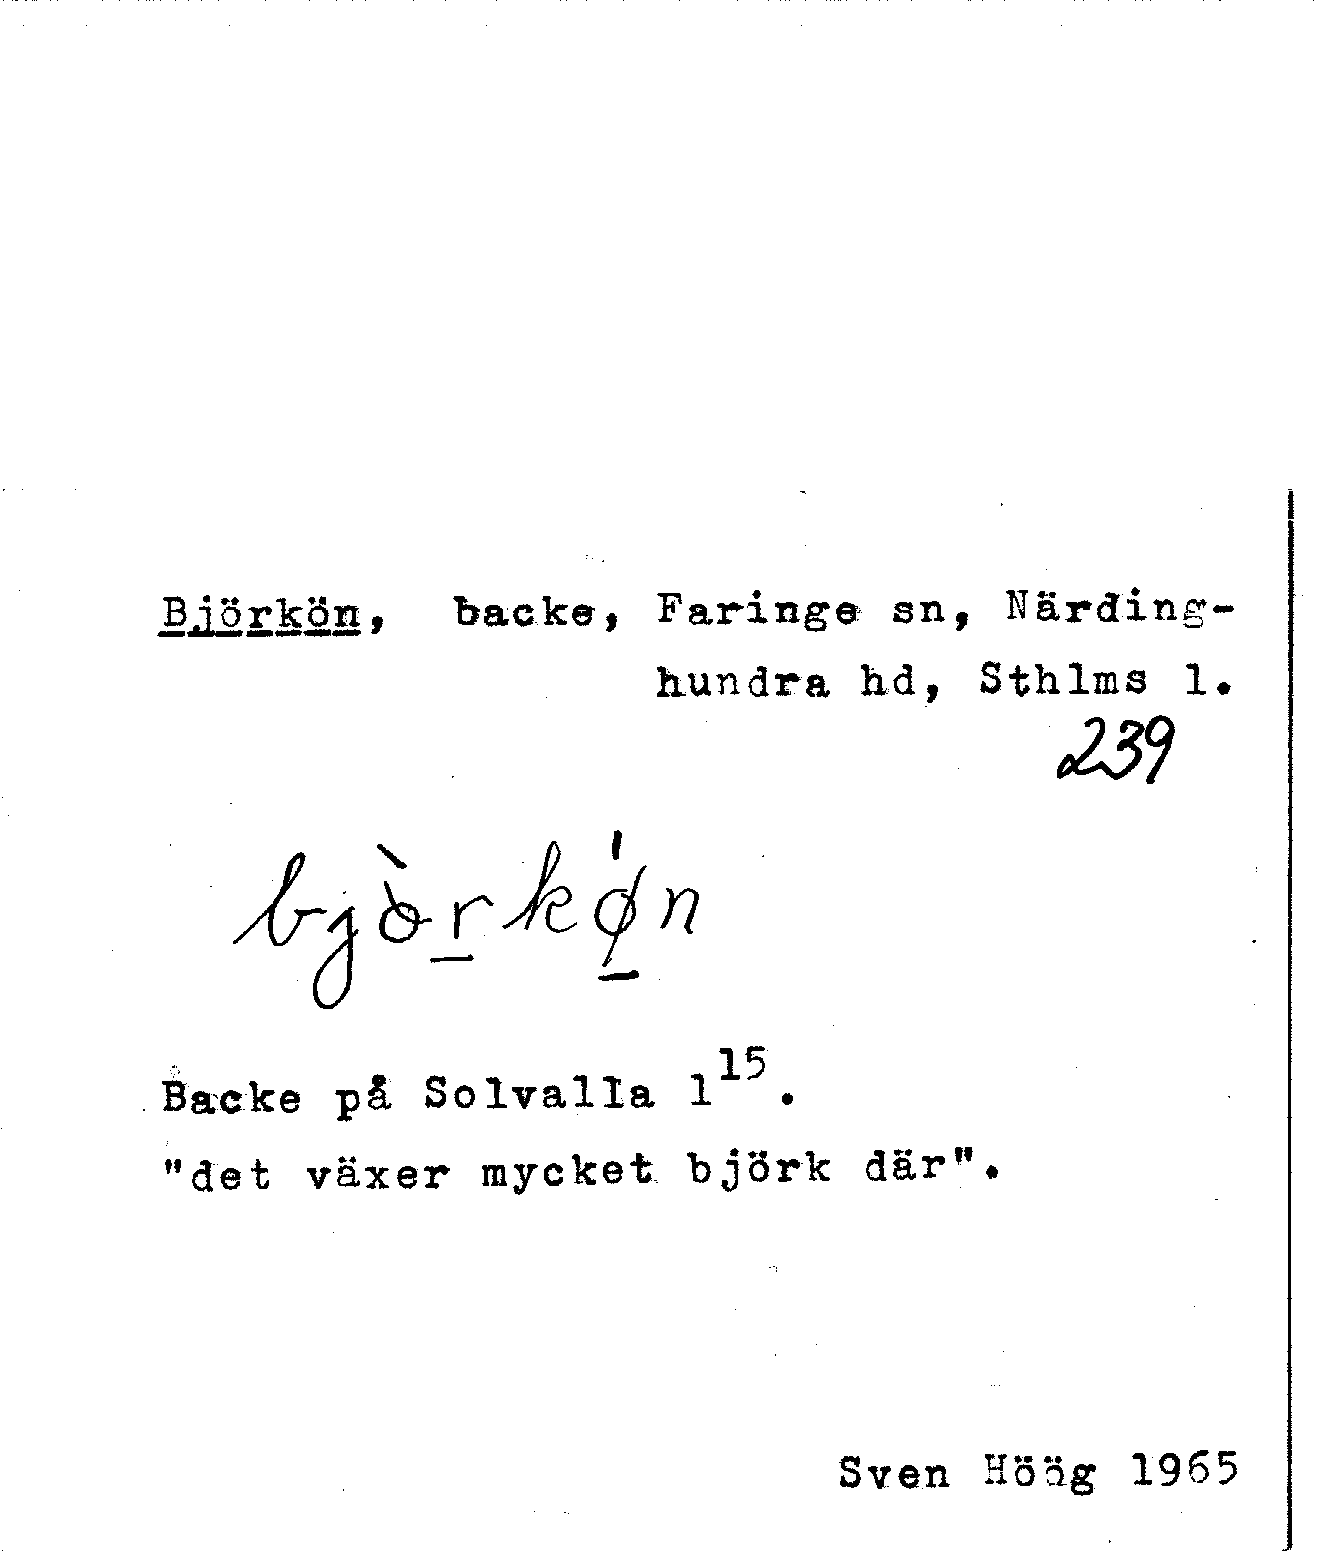 Björkön, backe, Faringe sn, Närding-
hundra hd, Sthlms l.
239
Backe på Solvalla 1¹⁵.
"det växer mycket björk där".
Sven Höög 1965